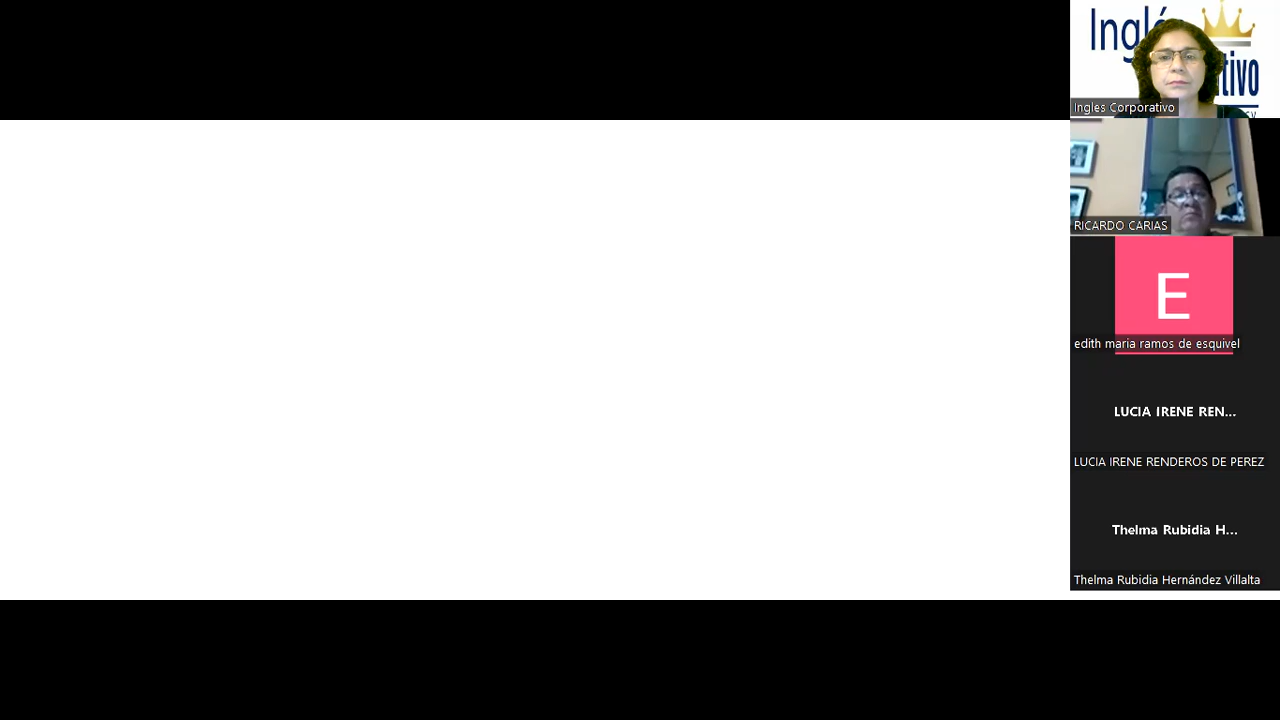 Inglé
tivo
Ingles Corporativo
RICARDO CARIAS
E
edith maria ramos de esquivel
LUCIA IRENE REN...
LUCIA IRENE RENDEROS DE PEREZ
Thelma Rubidia H...
Thelma Rubidia Hernández Villalta